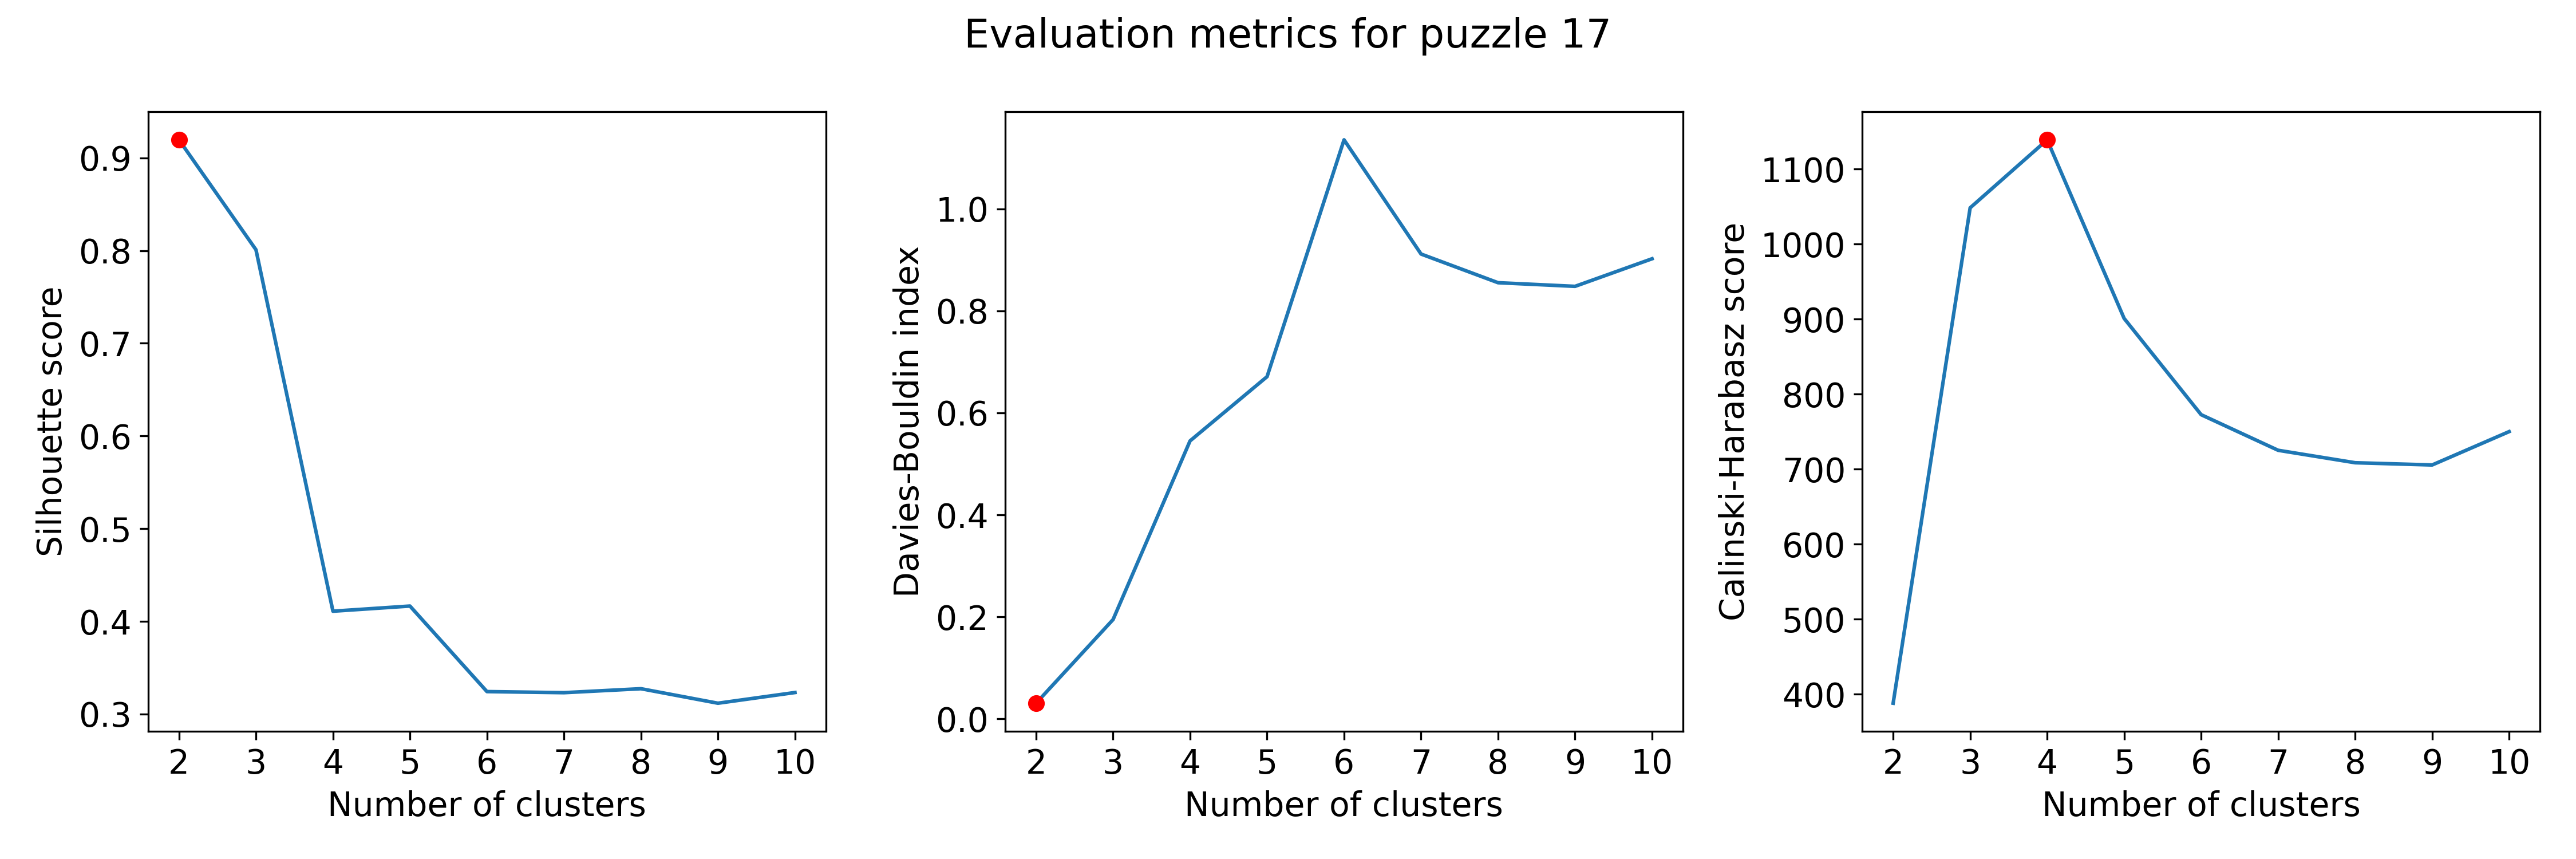 Evaluation metrics for puzzle 17
Silhouette score
0.9
0.8
0.7
0.6
0.5
0.4
0.3
2 3 4 5 6 7 8 9 10
Number of clusters
Davies-Bouldin index
1.0
0.8
0.6
0.4
0.2
0.0
2 3 4 5 6 7 8 9 10
Number of clusters
Calinski-Harabasz score
1100
1000
900
800
700
600
500
400
2 3 4 5 6 7 8 9 10
Number of clusters